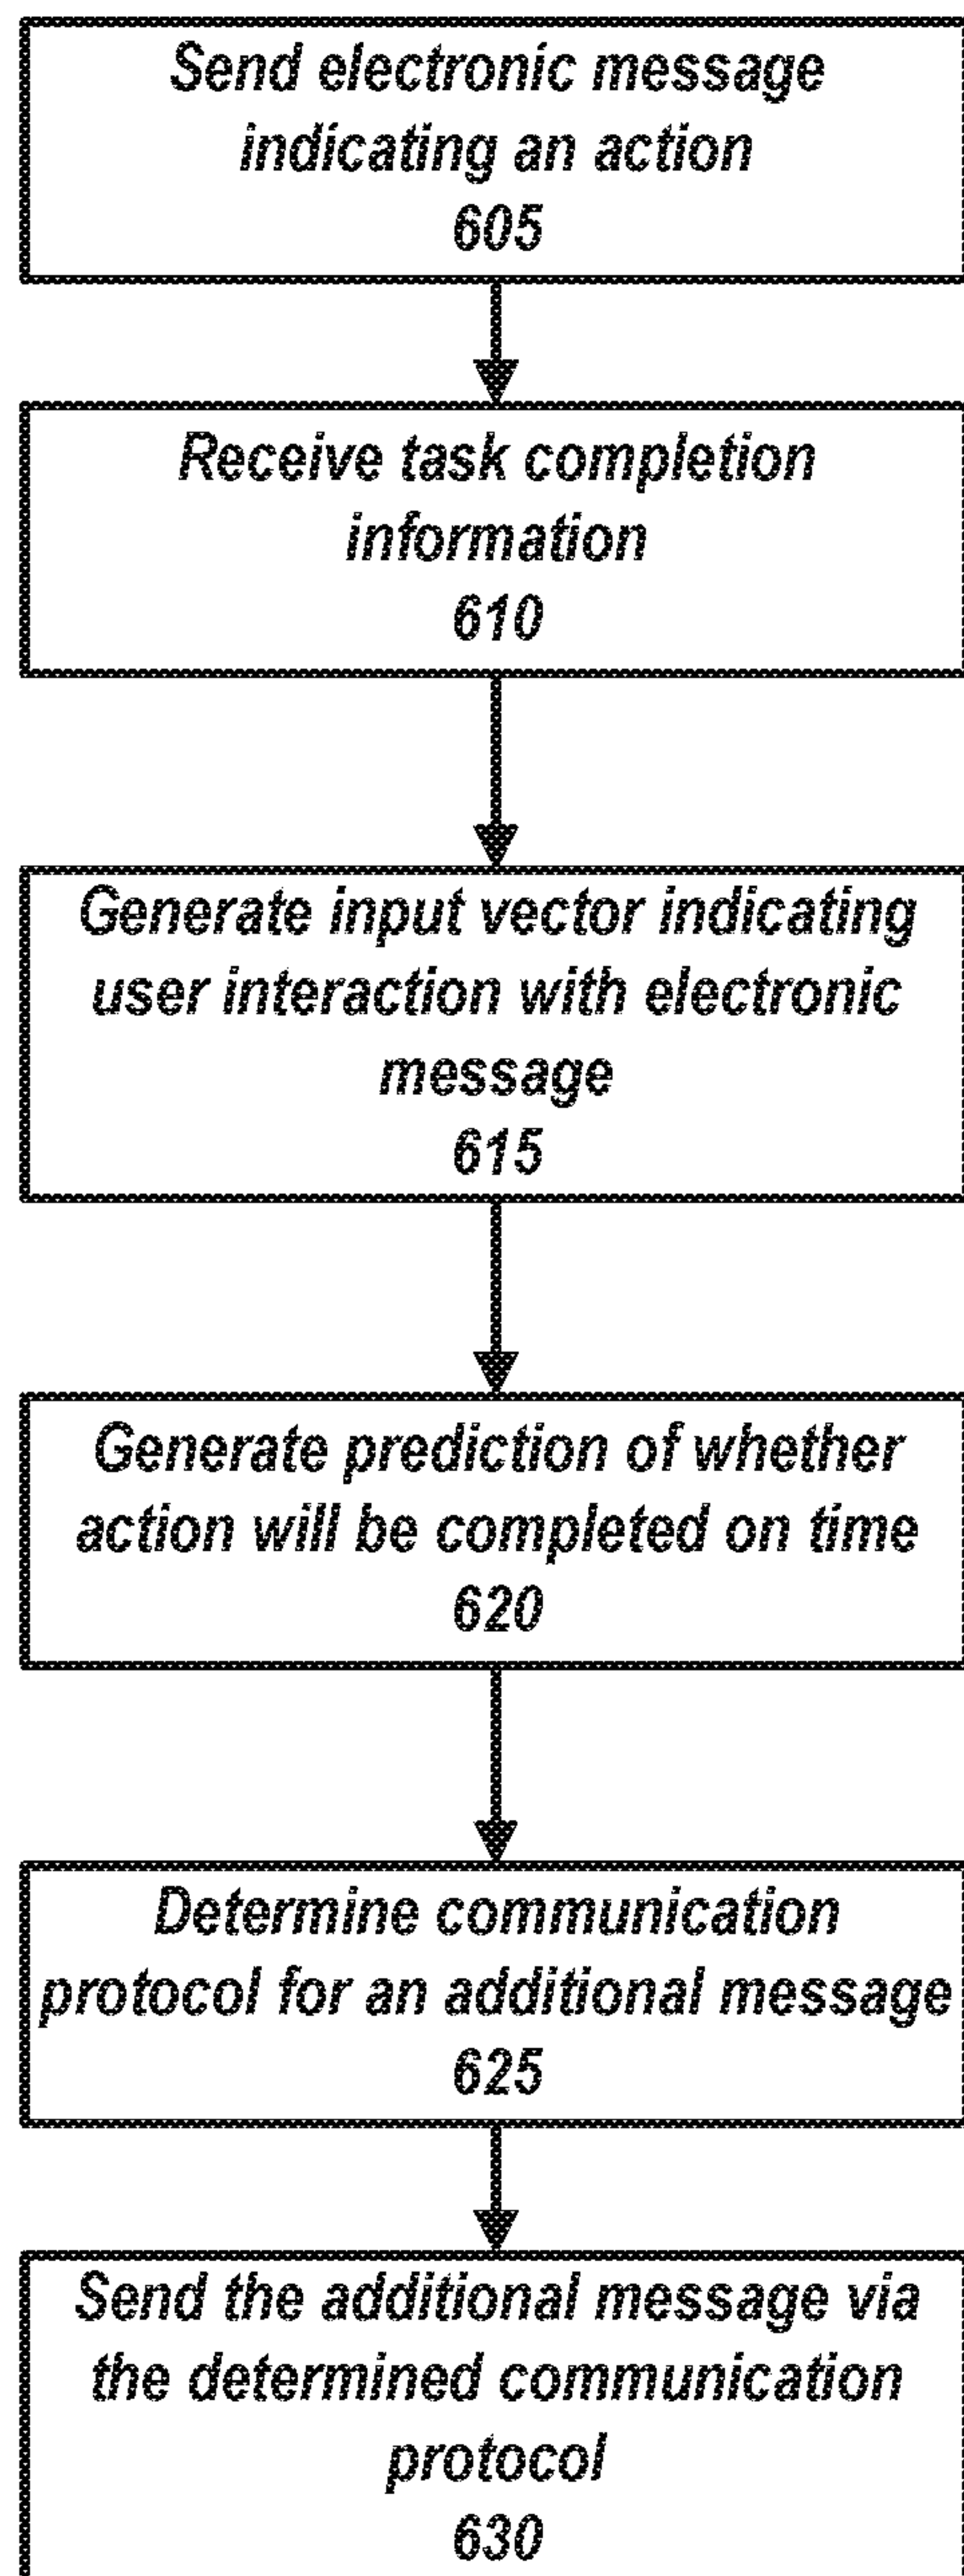 Send electronic message
indicating an action
605
Receive task completion
information
610
Generate input vector indicating
user interaction with electronic
message
615
Generate prediction of whether
action will be completed on time
620
Determine communication
protocol for an additional message
625
Send the additional message via
the determined communication
protocol
630